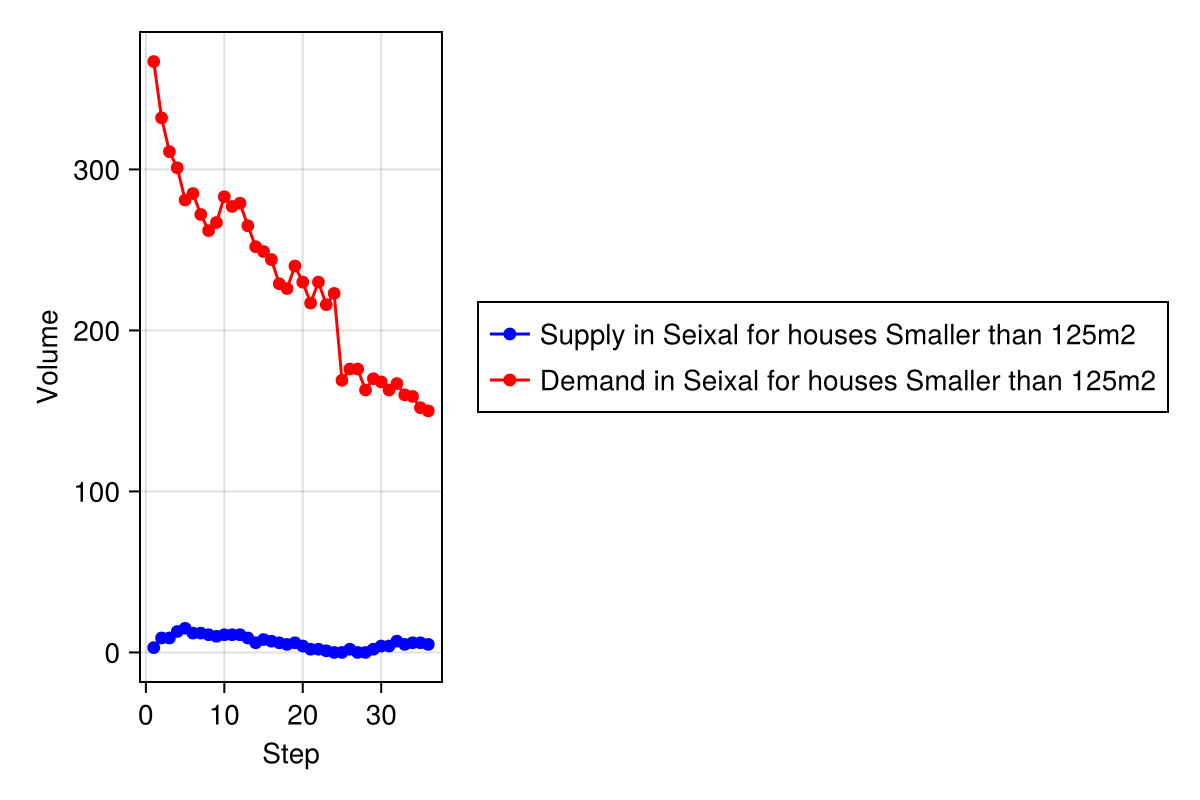 Volume
300
200
100
0
0 10 20 30
Step
Supply in Seixal for houses Smaller than 125m2
Demand in Seixal for houses Smaller than 125m2